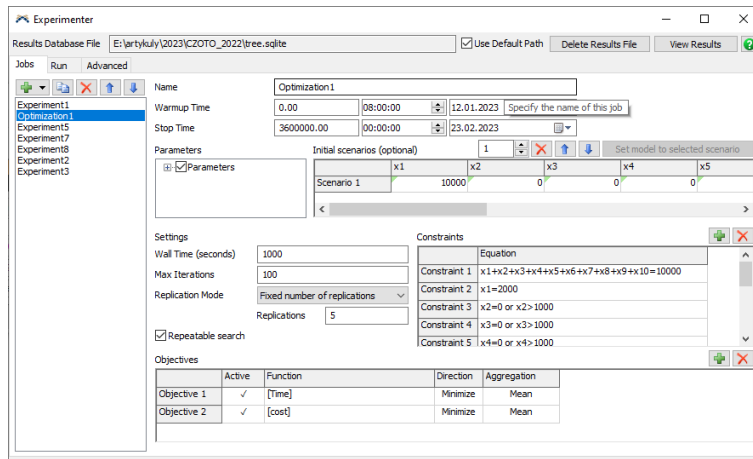 Experimenter
Results Database File E:\artykuly\2023\CZOTO_2022\tree.sqlite Use Default Path Delete Results File View Results ?
Jobs Run Advanced
Name Optimization1
Warmup Time 0.00 08:00:00 12.01.2023 Specify the name of this job
Stop Time 3600000.00 00:00:00 23.02.2023
Experiment1
Optimization1
Experiment5
Experiment7
Experiment8
Experiment2
Experiment3
Parameters Initial scenarios (optional) 1 Set model to selected scenario
Parameters
x1 x2 x3 x4 x5
Scenario 1 10000 0 0 0 0
Settings Constraints
Wall Time (seconds) 1000
Max Iterations 100
Replication Mode Fixed number of replications
Replications 5
Repeatable search
Equation
Constraint 1 x1+x2+x3+x4+x5+x6+x7+x8+x9+x10=10000
Constraint 2 x1=2000
Constraint 3 x2=0 or x2>1000
Constraint 4 x3=0 or x3>1000
Constraint 5 x4=0 or x4>1000
Objectives
Active Function Direction Aggregation
Objective 1 ✓ [Time] Minimize Mean
Objective 2 ✓ [cost] Minimize Mean